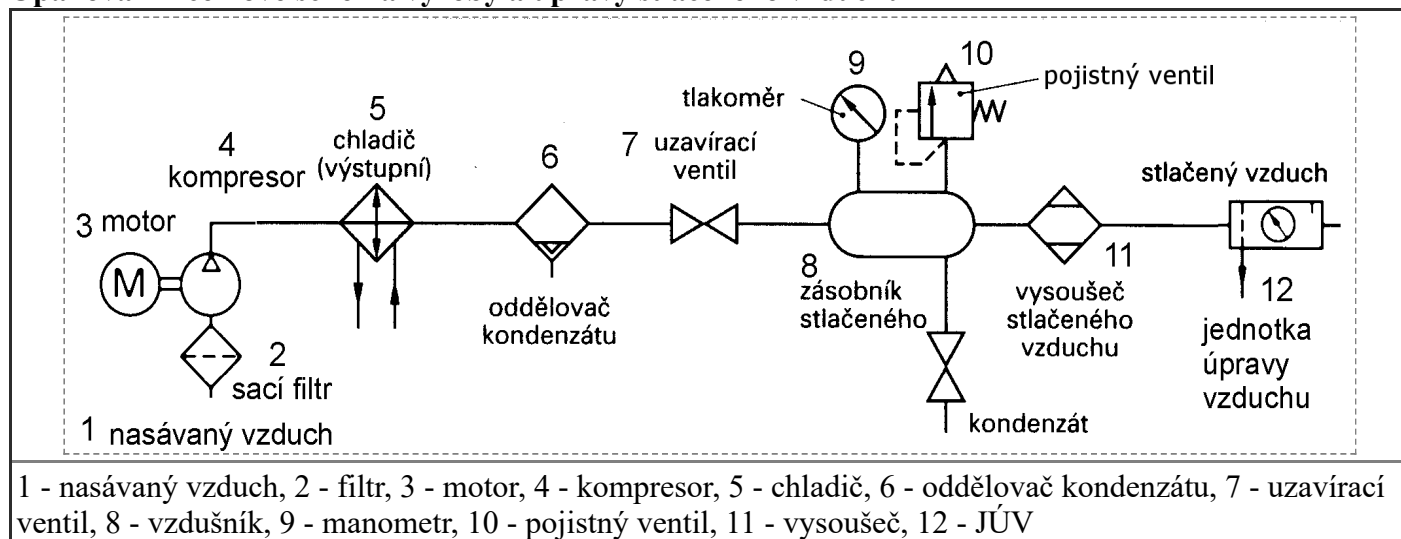 9
10
pojistný ventil
tlakoměr
5
chladič
(výstupní)
4
kompresor
6
7 uzavírací
ventil
stlačený vzduch
3 motor
M
oddělovač
kondenzátu
8
zásobník
stlačeného
11
vysoušeč
stlačeného
vzduchu
12
jednotka
úpravy
vzduchu
2
sací filtr
kondenzát
1 nasávaný vzduch
1 - nasávaný vzduch, 2 - filtr, 3 - motor, 4 - kompresor, 5 - chladič, 6 - oddělovač kondenzátu, 7 - uzavírací
ventil, 8 - vzdušník, 9 - manometr, 10 - pojistný ventil, 11 - vysoušeč, 12 - JÚV